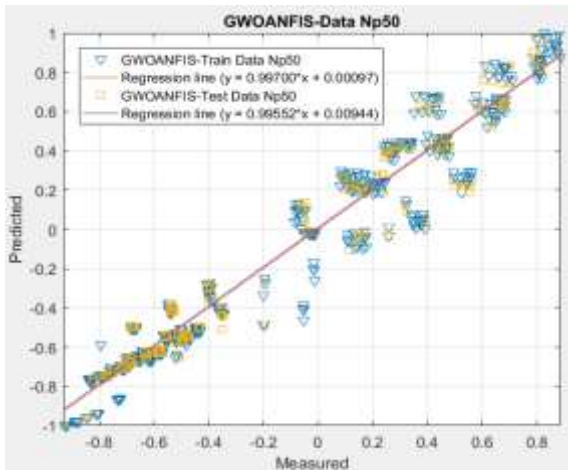 GWOANFIS-Data Np50
GWOANFIS-Train Data Np50
Regression line (y = 0.99700*x + 0.00097)
GWOANFIS-Test Data Np50
Regression line (y = 0.99552*x + 0.00944)
Predicted
1
0.8
0.6
0.4
0.2
0
-0.2
-0.4
-0.6
-0.8
-1
-0.8 -0.6 -0.4 -0.2 0 0.2 0.4 0.6 0.8
Measured